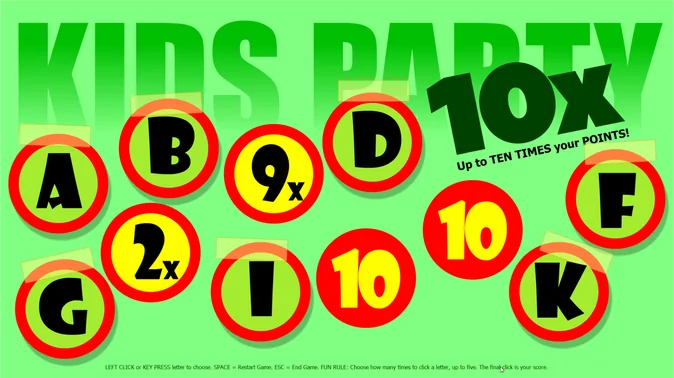 KIDS PARTY
10x
Up to TEN TIMES your POINTS!
A
B
9x
D
F
G
2x
I
10
10
K
LEFT CLICK or KEY PRESS letter to choose, SPACE = Restart Game, ESC = End Game. FUN RULE: Choose how many times to click a letter, up to five. The final click is your score.